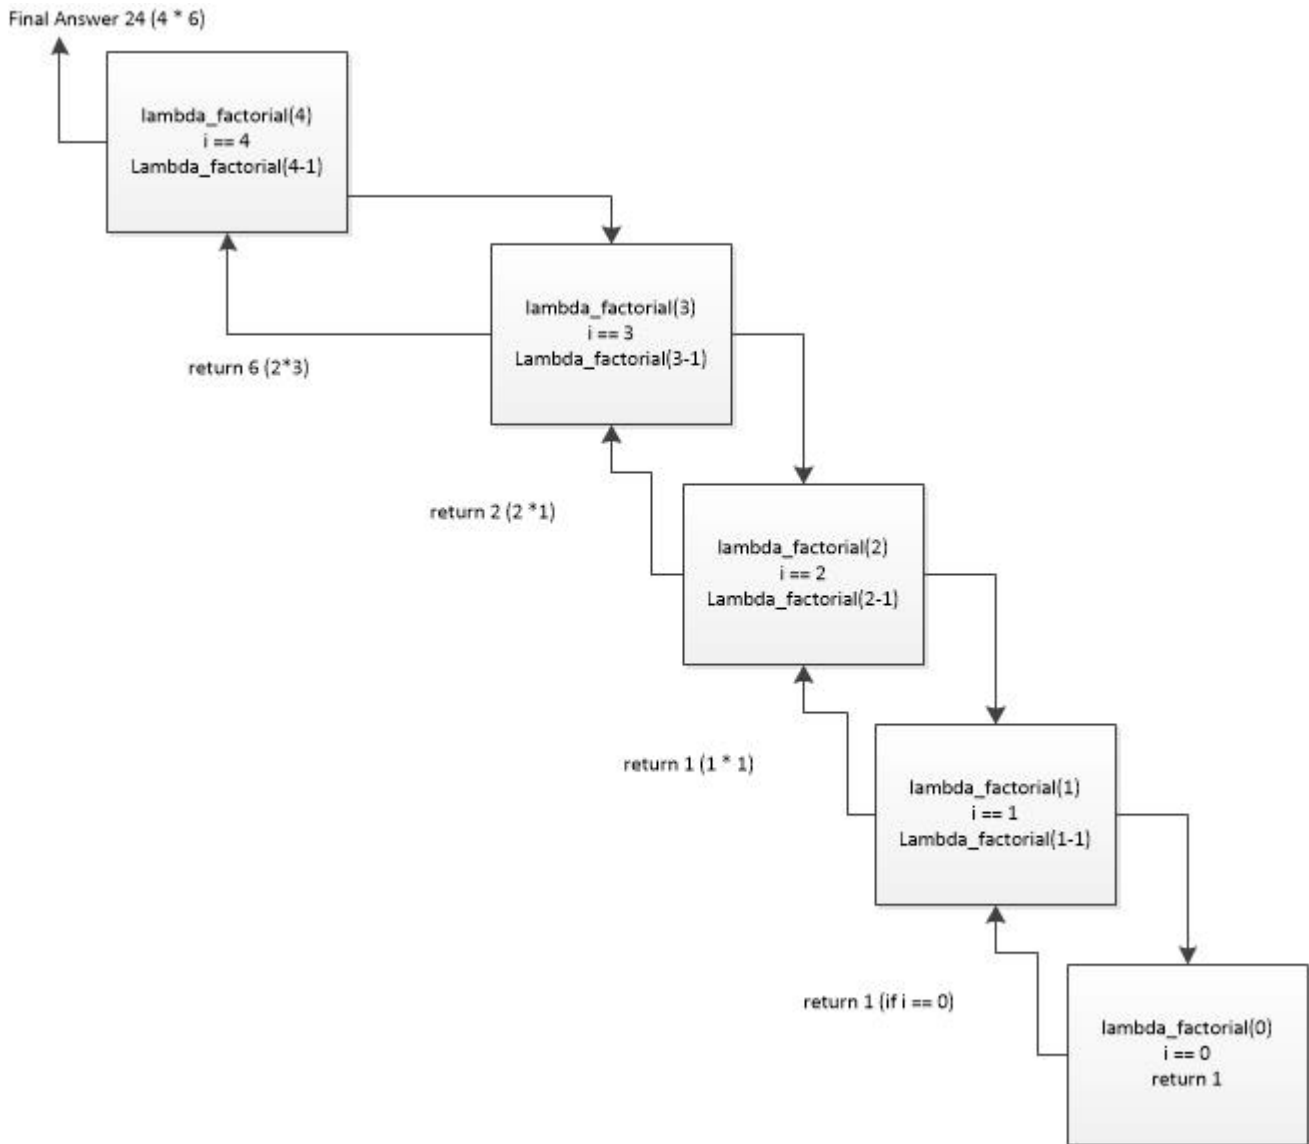 Final Answer 24 (4 * 6)
lambda_factorial(4)
i == 4
Lambda_factorial(4-1)
lambda_factorial(3)
i == 3
Lambda_factorial(3-1)
return 6 (2*3)
return 2 (2 *1)
lambda_factorial(2)
i == 2
Lambda_factorial(2-1)
return 1 (1 * 1)
lambda_factorial(1)
i == 1
Lambda_factorial(1-1)
return 1 (if i == 0)
lambda_factorial(0)
i == 0
return 1